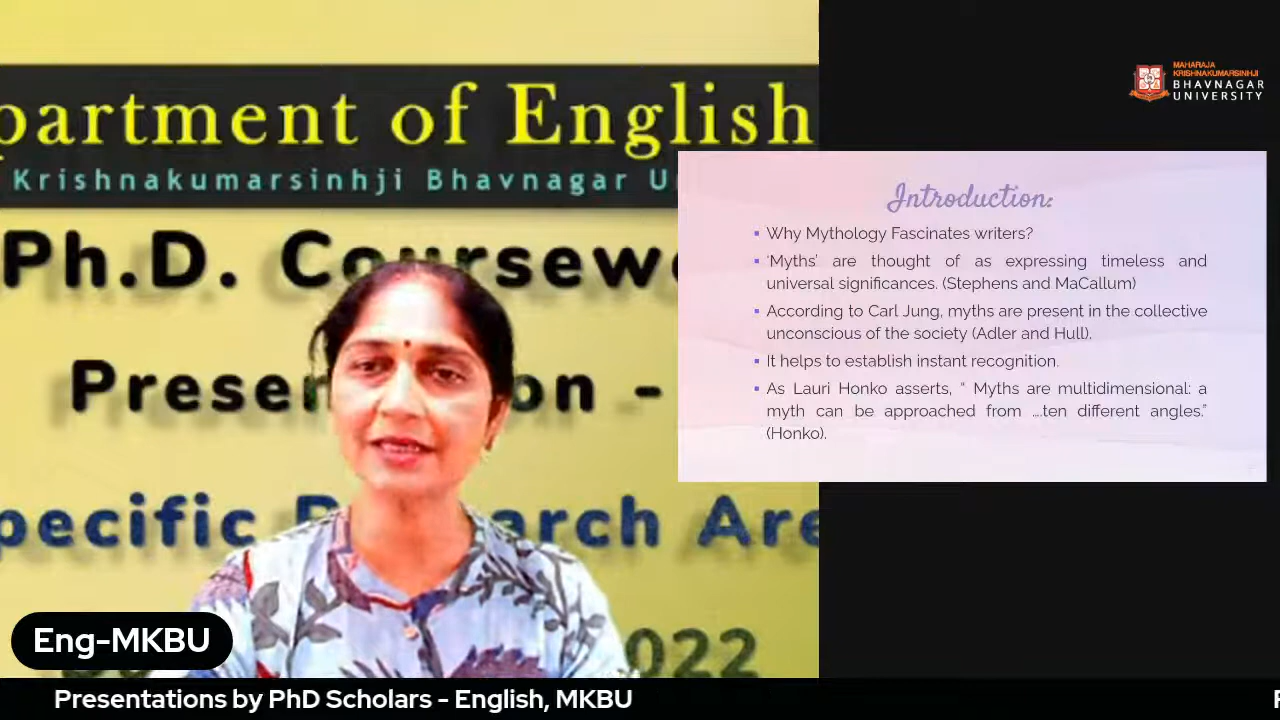 partment of English
Krishnakumarsinhji Bhavnagar U
Ph.D. Coursew
Presen on -
pecific R arch Are
2022
Eng-MKBU
Presentations by PhD Scholars - English, MKBU
MAHARAJA
KRISHNAKUMARSINHJI
BHAVNAGAR
UNIVERSITY
Introduction:
▪ Why Mythology Fascinates writers?
▪ ‘Myths’ are thought of as expressing timeless and
universal significances. (Stephens and MaCallum)
▪ According to Carl Jung, myths are present in the collective
unconscious of the society (Adler and Hull).
▪ It helps to establish instant recognition.
▪ As Lauri Honko asserts, “ Myths are multidimensional: a
myth can be approached from ….ten different angles.”
(Honko).